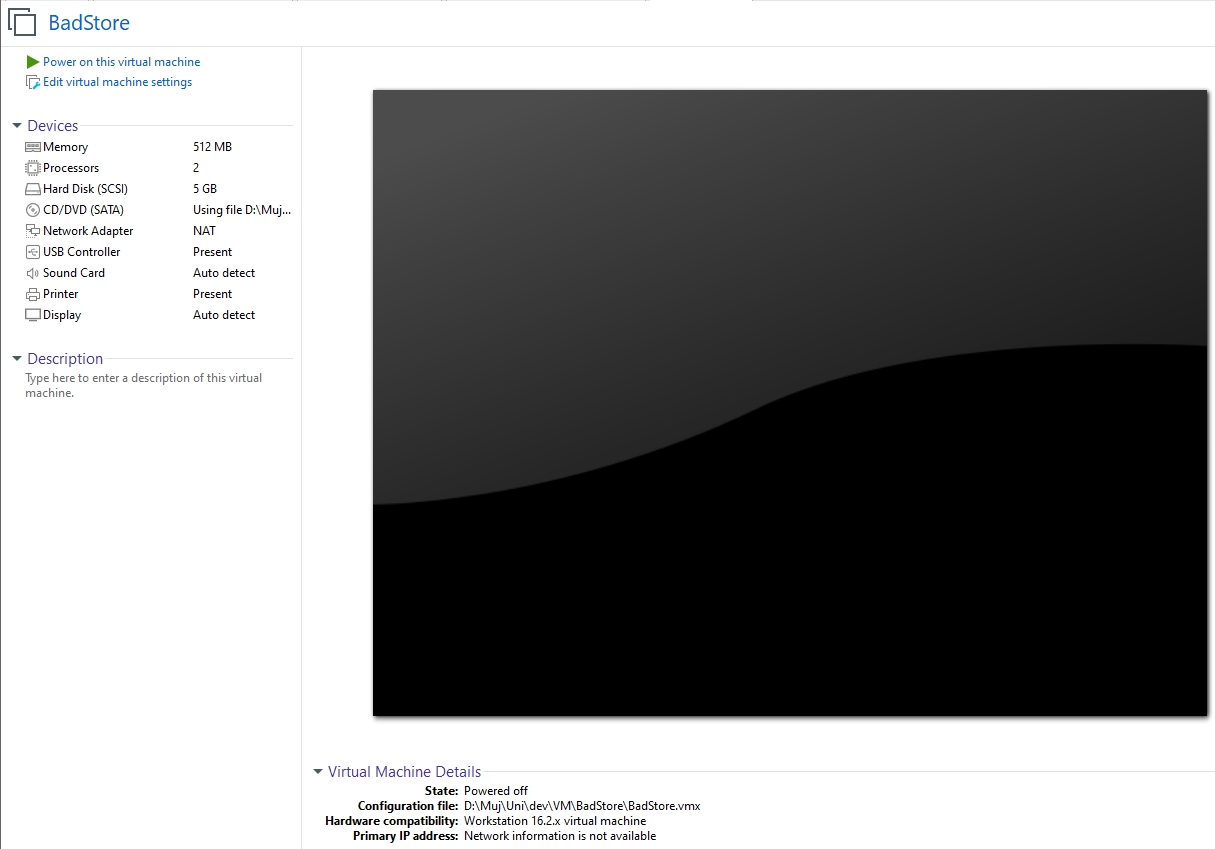 BadStore
Power on this virtual machine
Edit virtual machine settings
Devices
Memory 512 MB
Processors 2
Hard Disk (SCSI) 5 GB
CD/DVD (SATA) Using file D:\Muj...
Network Adapter NAT
USB Controller Present
Sound Card Auto detect
Printer Present
Display Auto detect
Description
Type here to enter a description of this virtual
machine.
Virtual Machine Details
State: Powered off
Configuration file: D:\Muj\Uni\dev\VM\BadStore\BadStore.vmx
Hardware compatibility: Workstation 16.2.x virtual machine
Primary IP address: Network information is not available